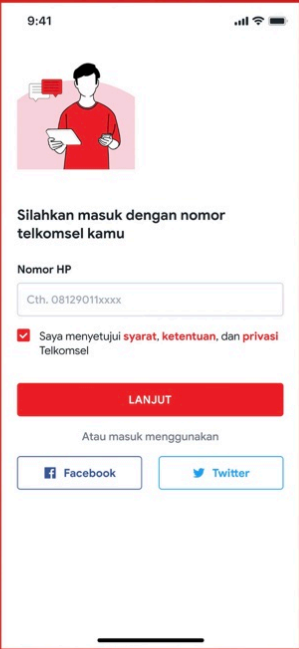 9:41
Silahkan masuk dengan nomor
telkomsel kamu
Nomor HP
Cth. 08129011xxxx
Saya menyetujui syarat, ketentuan, dan privasi
Telkomsel
LANJUT
Atau masuk menggunakan
Facebook
Twitter